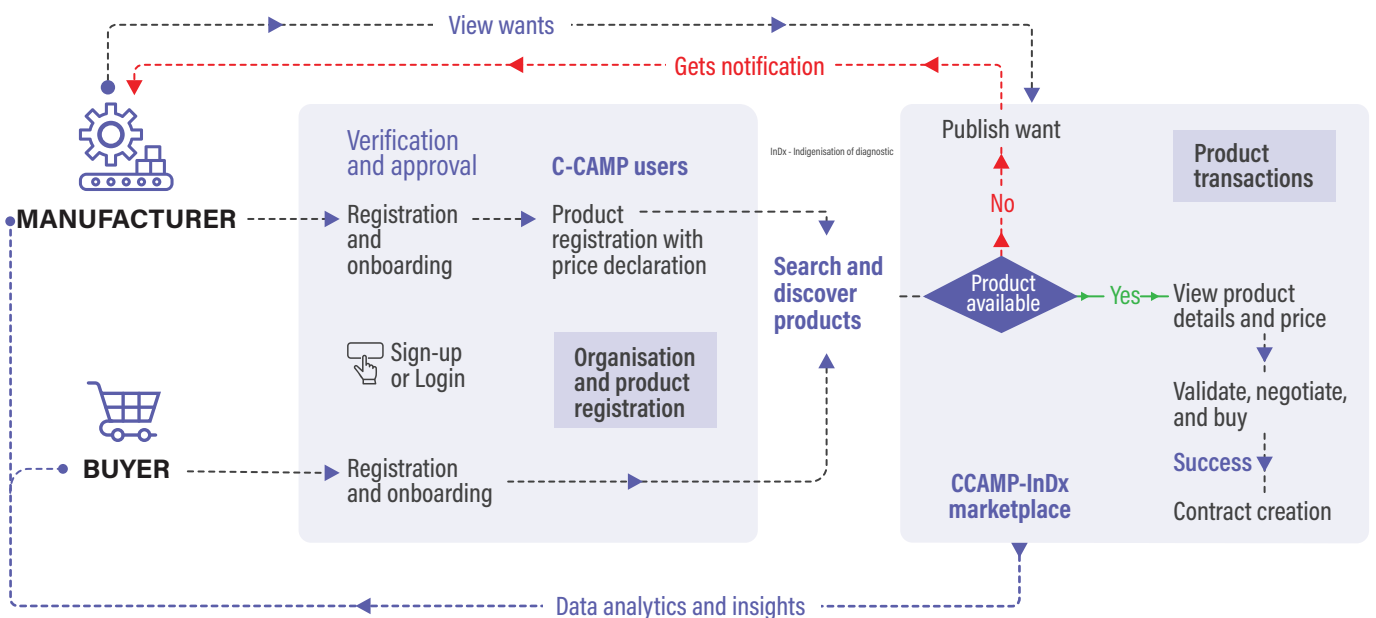 View wants
Gets notification
Verification
and approval
C-CAMP users
InDx - Indigenisation of diagnostic
Publish want
Product
transactions
MANUFACTURER
Registration
and
onboarding
Product
registration with
price declaration
No
Search and
discover
products
Product
available
Yes
View product
details and price
Sign-up
or Login
Organisation
and product
registration
Validate, negotiate,
and buy
BUYER
Registration
and onboarding
Success
CCAMP-InDx
marketplace
Contract creation
Data analytics and insights